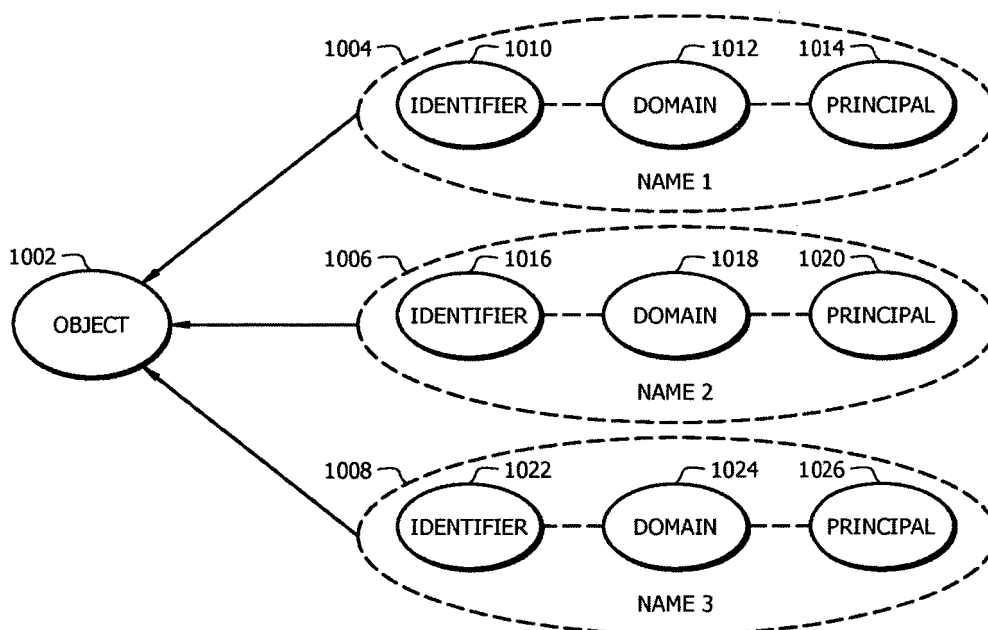 1004
1010
1012
1014
IDENTIFIER
DOMAIN
PRINCIPAL
NAME 1
1002
OBJECT
1006
1016
1018
1020
IDENTIFIER
DOMAIN
PRINCIPAL
NAME 2
1008
1022
1024
1026
IDENTIFIER
DOMAIN
PRINCIPAL
NAME 3